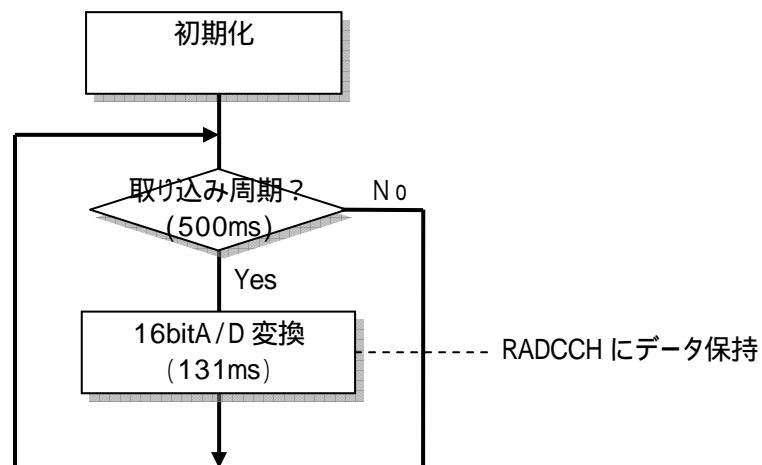 初期化
取り込み周期？
(500ms)
No
Yes
16bitA/D 変換
(131ms)
RADCCH にデータ保持